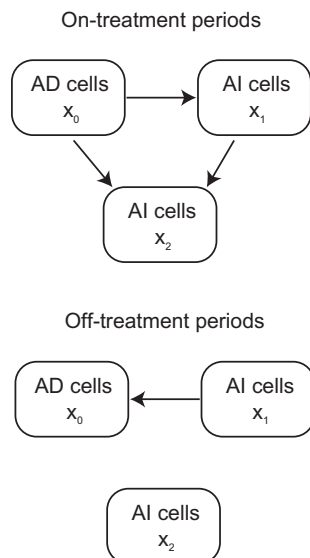 On-treatment periods
AD cells
x₀
AI cells
x₁
AI cells
x₂
Off-treatment periods
AD cells
x₀
AI cells
x₁
AI cells
x₂